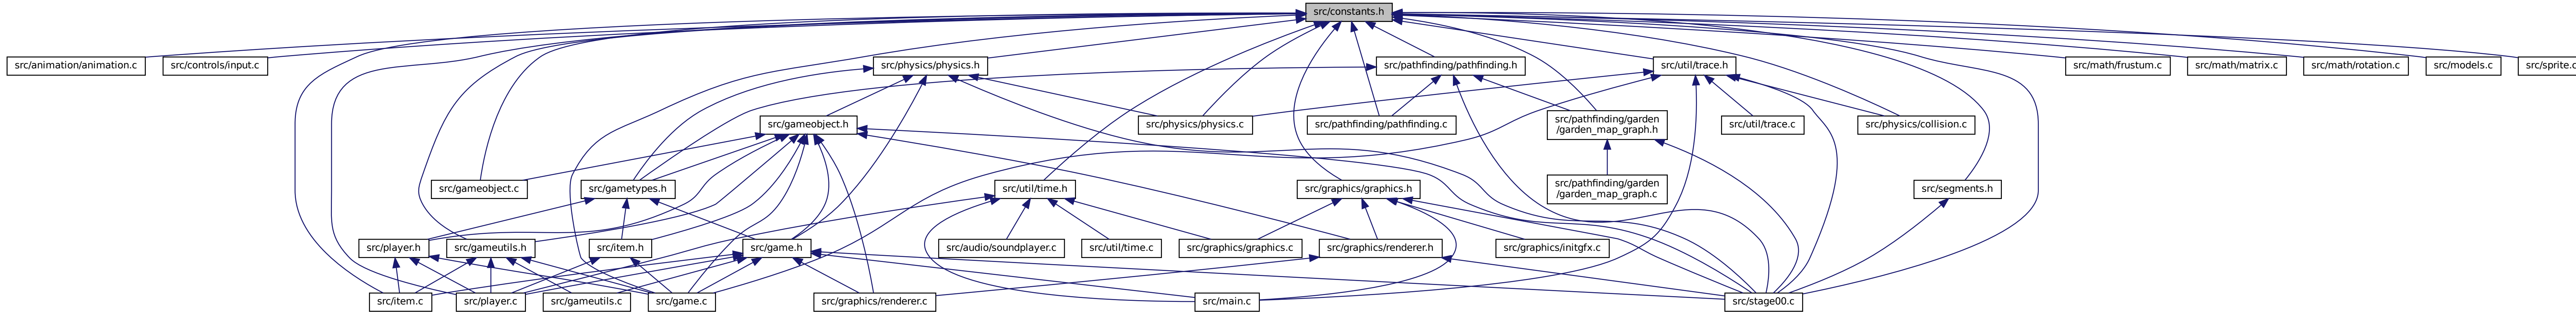 src/constants.h
src/animation/animation.c
src/controls/input.c
src/physics/physics.h
src/pathfinding/pathfinding.h
src/util/trace.h
src/math/frustum.c
src/math/matrix.c
src/math/rotation.c
src/models.c
src/sprite.c
src/gameobject.h
src/physics/physics.c
src/pathfinding/pathfinding.c
src/pathfinding/garden
/garden_map_graph.h
src/util/trace.c
src/physics/collision.c
src/gameobject.c
src/gametypes.h
src/util/time.h
src/graphics/graphics.h
src/pathfinding/garden
/garden_map_graph.c
src/segments.h
src/player.h
src/gameutils.h
src/item.h
src/game.h
src/audio/soundplayer.c
src/util/time.c
src/graphics/graphics.c
src/graphics/renderer.h
src/graphics/initgfx.c
src/item.c
src/player.c
src/gameutils.c
src/game.c
src/graphics/renderer.c
src/main.c
src/stage00.c